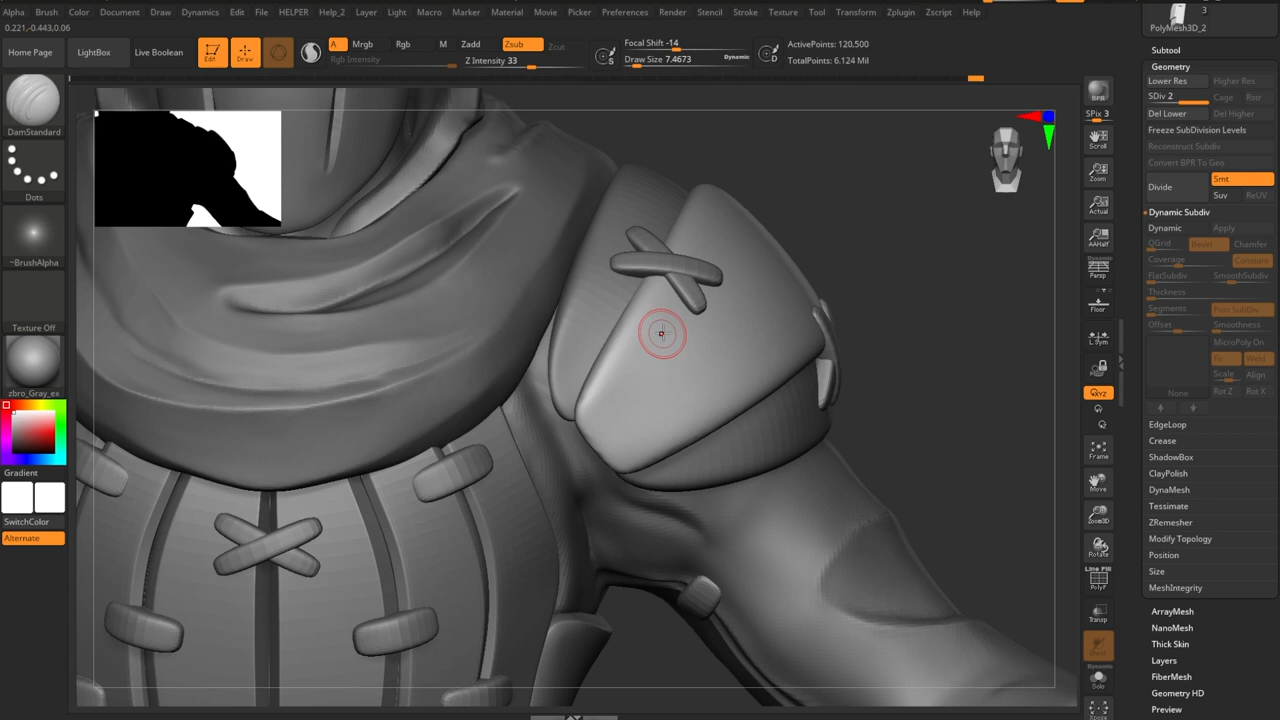 Alpha Brush Color Document Draw Dynamics Edit File HELPER Help_2 Layer Light Macro Marker Material Movie Picker Preferences Render Stencil Stroke Texture Tool Transform Zplugin Zscript Help
0.221,-0.443,0.06
Home Page LightBox Live Boolean Edit Draw A Mrgb Rgb M Zadd Zsub Zcut
Rgb Intensity Z Intensity 33
S Focal Shift -14 D ActivePoints: 120,500
Draw Size 7.4673 Dynamic TotalPoints: 6.124 Mil
DamStandard
Dots
~BrushAlpha
Texture Off
zbro_Gray_ex
Gradient
SwitchColor
Alternate
BPR
SPix 3
Scroll
Zoom
Actual
AAHalf
Dynamic
Persp
Floor
L.Sym
XYZ
Frame
Move
Zoom3D
Rotate
Line Fill
PolyF
Transp
Ghost
Dynamic
Solo
Xpose
3
PolyMesh3D_2
Subtool
Geometry
Lower Res Higher Res
SDiv 2 Cage Rstr
Del Lower Del Higher
Freeze SubDivision Levels
Reconstruct Subdiv
Convert BPR To Geo
Divide Smt
Suv ReUV
Dynamic Subdiv
Dynamic Apply
QGrid Bevel Chamfer
Coverage Constant
FlatSubdiv SmoothSubdiv
Thickness
Segments Post SubDiv
Offset Smoothness
MicroPoly On
Fit Weld
Scale Align
None Rot Z Rot X
EdgeLoop
Crease
ShadowBox
ClayPolish
DynaMesh
Tessimate
ZRemesher
Modify Topology
Position
Size
MeshIntegrity
ArrayMesh
NanoMesh
Thick Skin
Layers
FiberMesh
Geometry HD
Preview